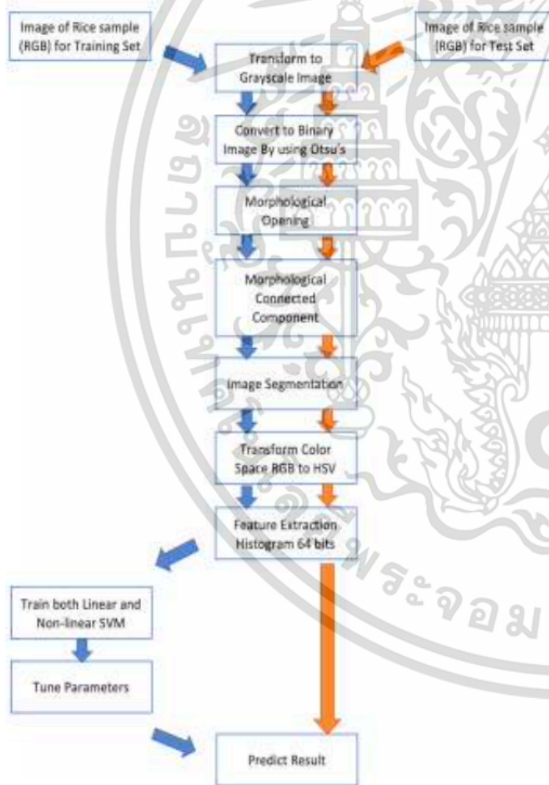 Image of Rice sample
(RGB) for Training Set
Image of Rice sample
(RGB) for Test Set
Transform to
Grayscale Image
Convert to Binary
Image By using Otsu's
Morphological
Opening
Morphological
Connected
Component
Image Segmentation
Transform Color
Space RGB to HSV
Feature Extraction
Histogram 64 bits
Train both Linear and
Non-linear SVM
Tune Parameters
Predict Result